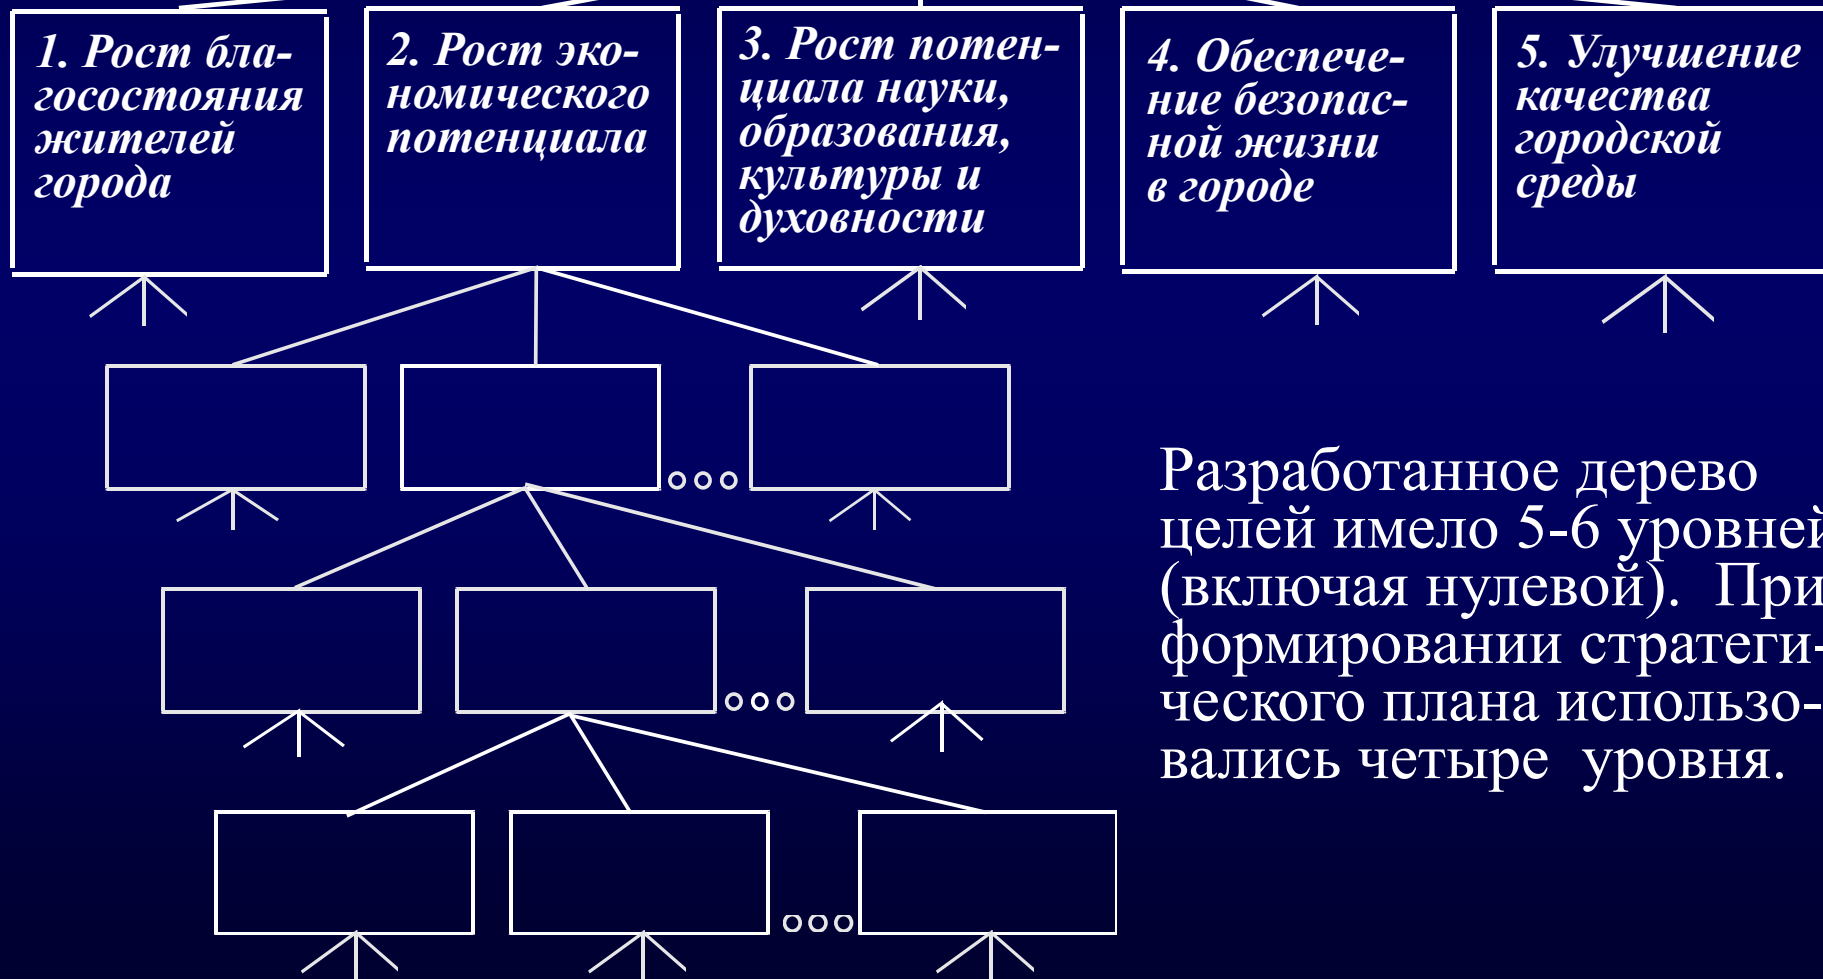 1. Рост бла-
госостояния
жителей
города
2. Рост эко-
номического
потенциала
3. Рост потен-
циала науки,
образования,
культуры и
духовности
4. Обеспече-
ние безопас-
ной жизни
в городе
5. Улучшение
качества
городской
среды
Разработанное дерево
целей имело 5-6 уровней
(включая нулевой). При
формировании стратеги-
ческого плана использо-
вались четыре уровня.